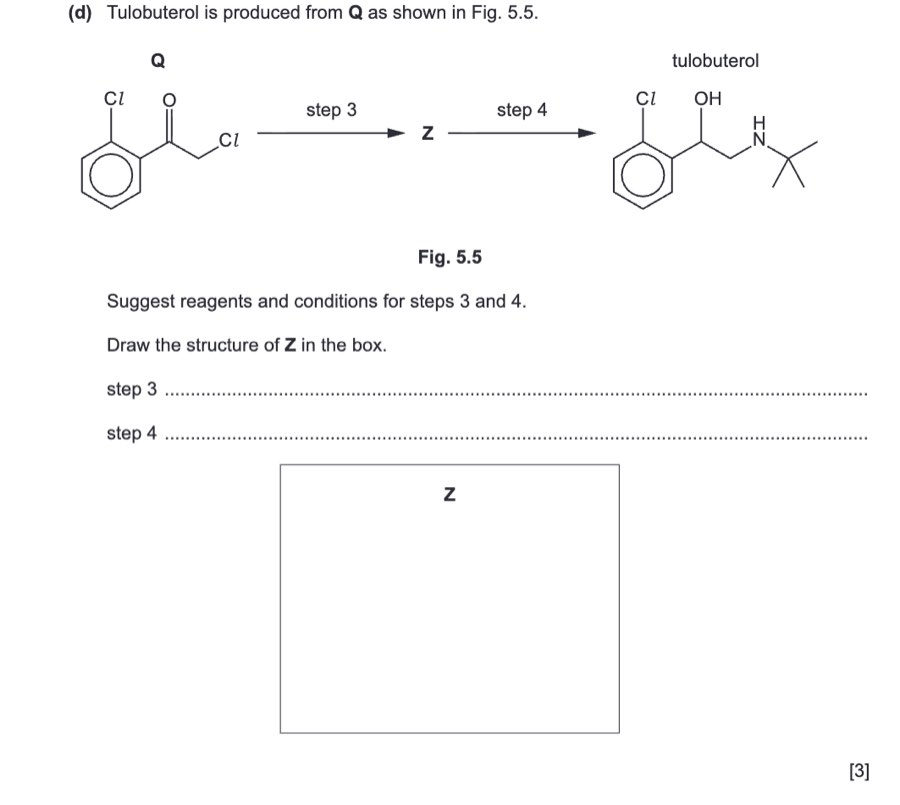 (d) Tulobuterol is produced from Q as shown in Fig. 5.5.
Q
tulobuterol
Cl O Cl
step 3
Z
step 4
Cl OH H N
Fig. 5.5
Suggest reagents and conditions for steps 3 and 4.
Draw the structure of Z in the box.
step 3 ........................................................................................................................
step 4 ........................................................................................................................
Z
[3]